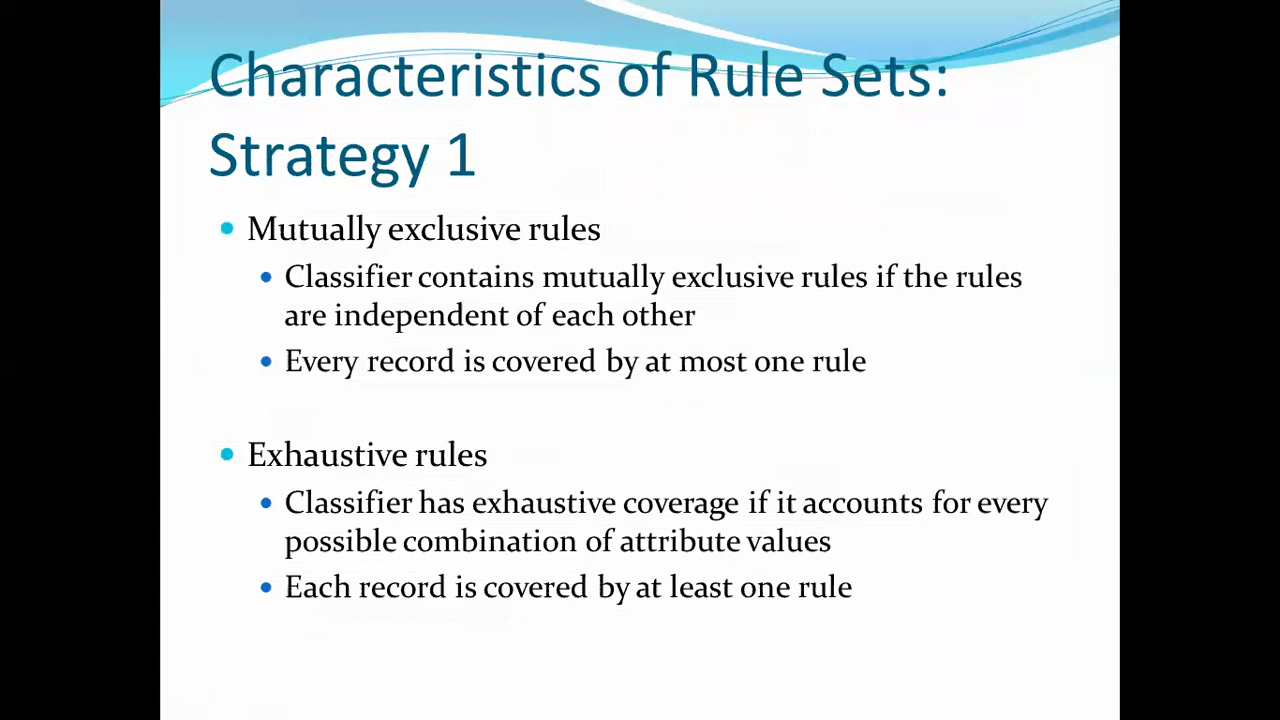 Characteristics of Rule Sets:
Strategy 1
• Mutually exclusive rules
• Classifier contains mutually exclusive rules if the rules
are independent of each other
• Every record is covered by at most one rule
• Exhaustive rules
• Classifier has exhaustive coverage if it accounts for every
possible combination of attribute values
• Each record is covered by at least one rule